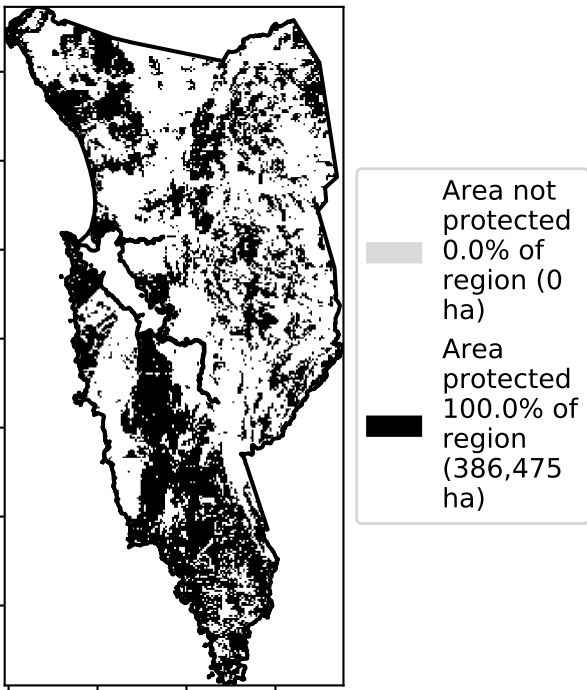 Area not
protected
0.0% of
region (0
ha)
Area
protected
100.0% of
region
(386,475
ha)